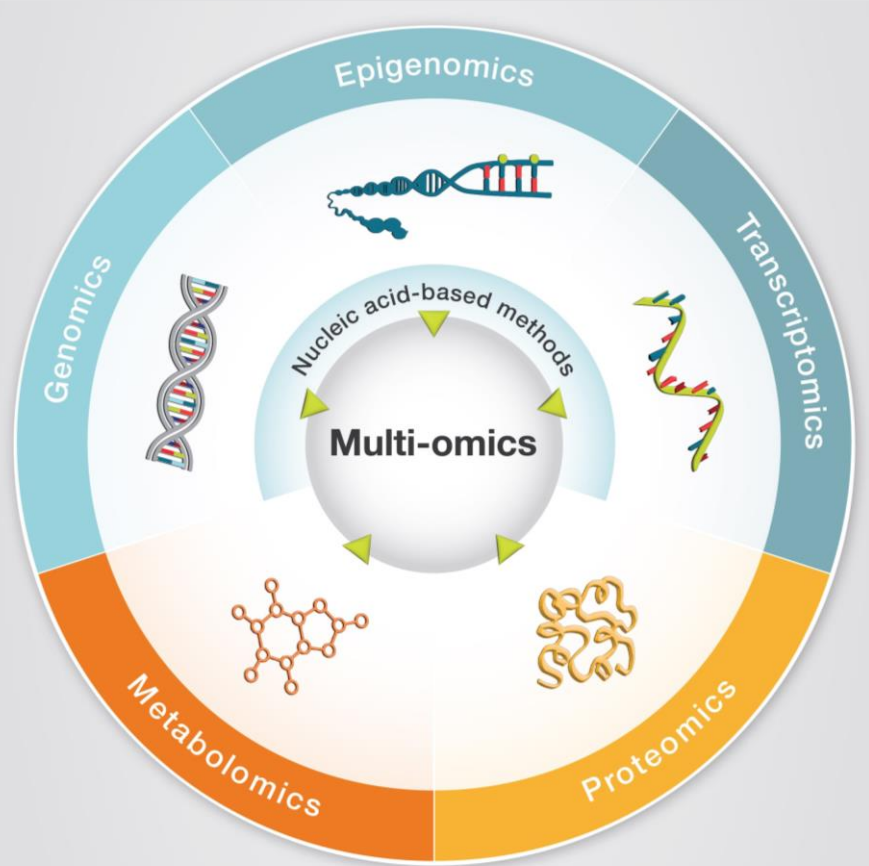 Epigenomics
Genomics
Transcriptomics
Nucleic acid-based methods
Multi-omics
Metabolomics
Proteomics